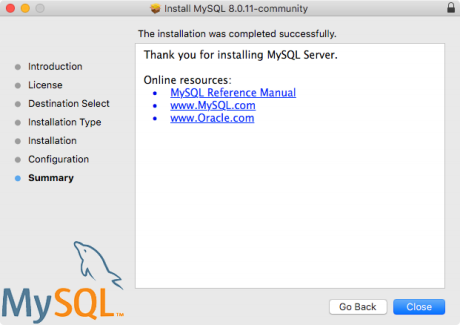 Install MySQL 8.0.11-community
The installation was completed successfully.
Introduction
License
Destination Select
Installation Type
Installation
Configuration
Summary
Thank you for installing MySQL Server.
Online resources:
• MySQL Reference Manual
• www.MySQL.com
• www.Oracle.com
MySQL™
Go Back
Close